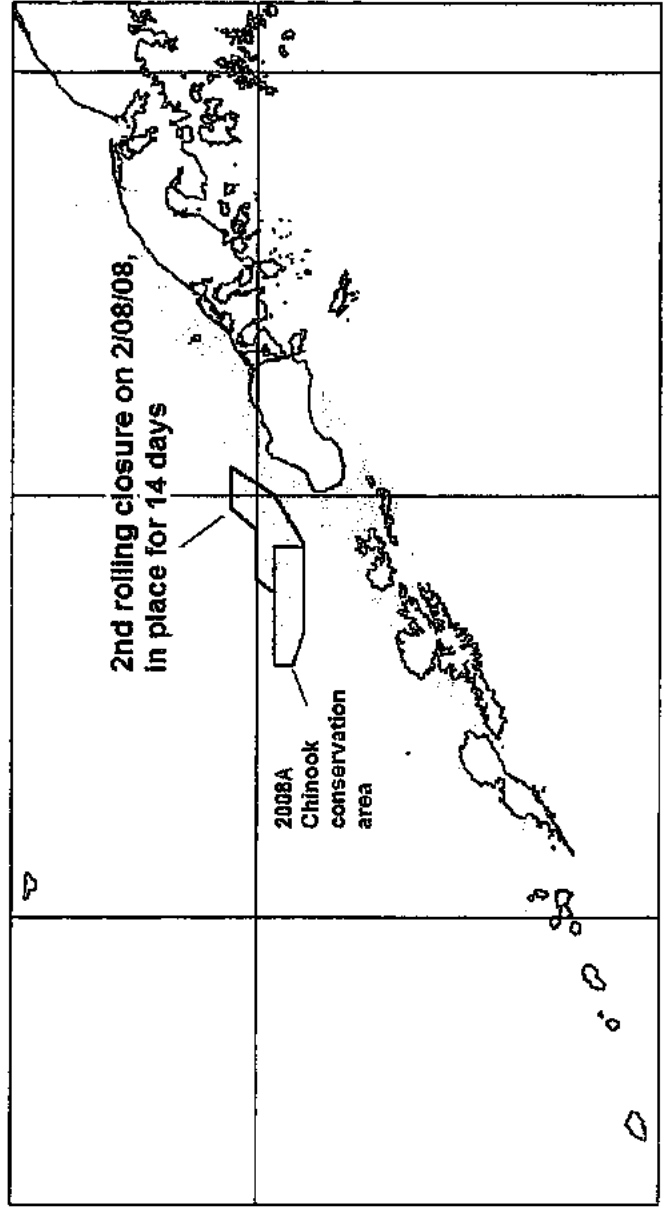 2nd rolling closure on 2/08/08,
in place for 14 days
2008A
Chinook
conservation
area